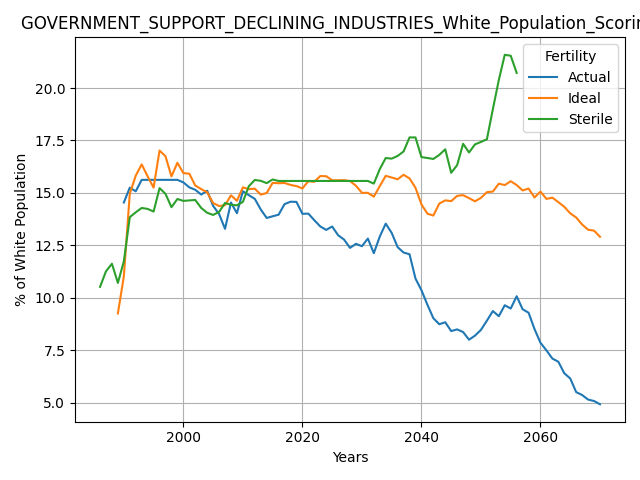 GOVERNMENT_SUPPORT_DECLINING_INDUSTRIES_White_Population_Scorin
Fertility
Actual
Ideal
Sterile
% of White Population
20.0
17.5
15.0
12.5
10.0
7.5
5.0
2000 2020 2040 2060
Years